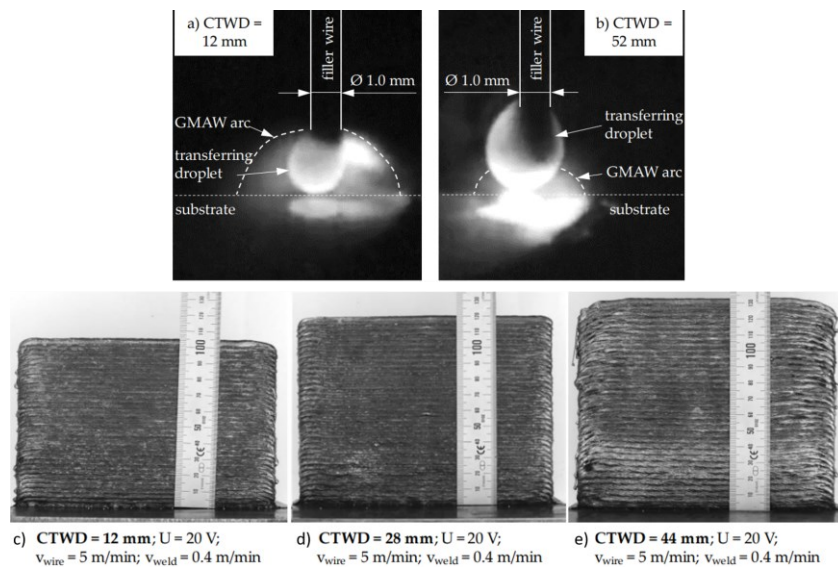 a) CTWD = 12 mm
filler wire
Ø 1.0 mm
GMAW arc
transferring droplet
substrate
b) CTWD = 52 mm
filler wire
Ø 1.0 mm
transferring droplet
GMAW arc
substrate
100
50
100
50
100
50
c) CTWD = 12 mm; U = 20 V;
vwire = 5 m/min; vweld = 0.4 m/min
d) CTWD = 28 mm; U = 20 V;
vwire = 5 m/min; vweld = 0.4 m/min
e) CTWD = 44 mm; U = 20 V;
vwire = 5 m/min; vweld = 0.4 m/min